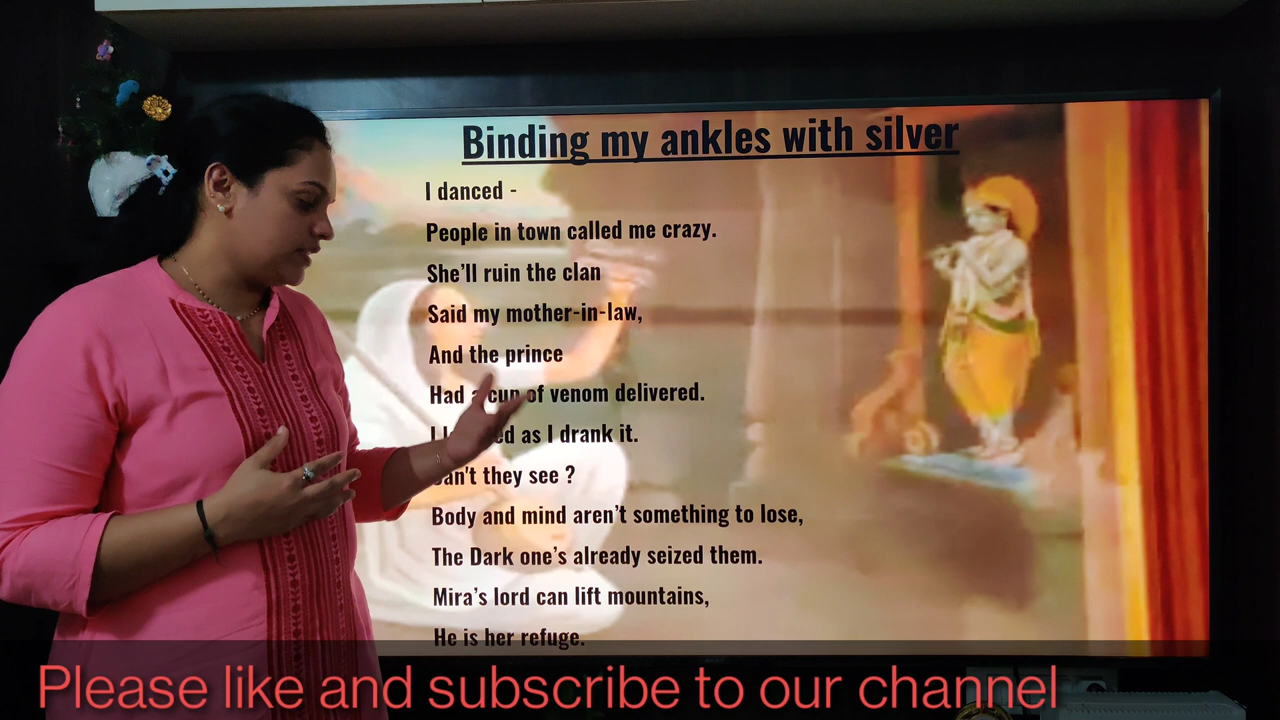 Binding my ankles with silver
I danced -
People in town called me crazy.
She'll ruin the clan
Said my mother-in-law,
And the prince
Had a cup of venom delivered.
I as I drank it.
they see ?
Body and mind aren't something to lose,
The Dark one's already seized them.
Mira's lord can lift mountains,
He is her refuge.
Please like and subscribe to our channel